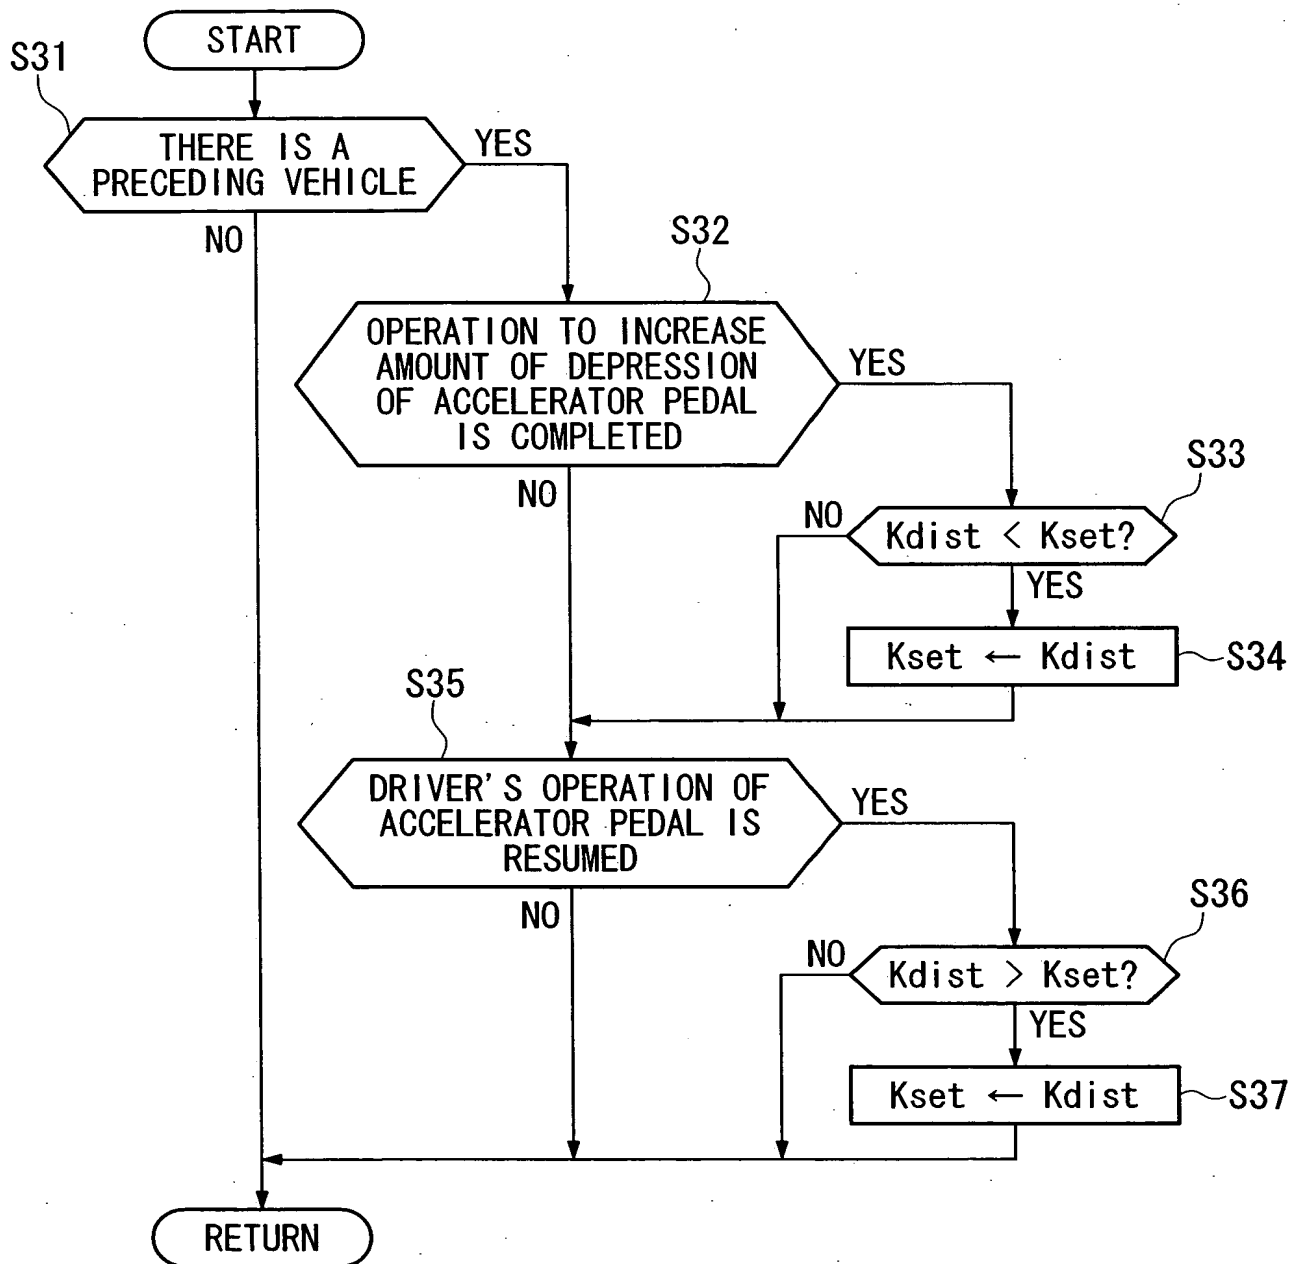 START
S31
THERE IS A
PRECEDING VEHICLE
YES
NO
S32
OPERATION TO INCREASE
AMOUNT OF DEPRESSION
OF ACCELERATOR PEDAL
IS COMPLETED
YES
NO
S33
NO
Kdist < Kset?
YES
Kset ← Kdist
S34
S35
DRIVER'S OPERATION OF
ACCELERATOR PEDAL IS
RESUMED
YES
NO
S36
NO
Kdist > Kset?
YES
Kset ← Kdist
S37
RETURN